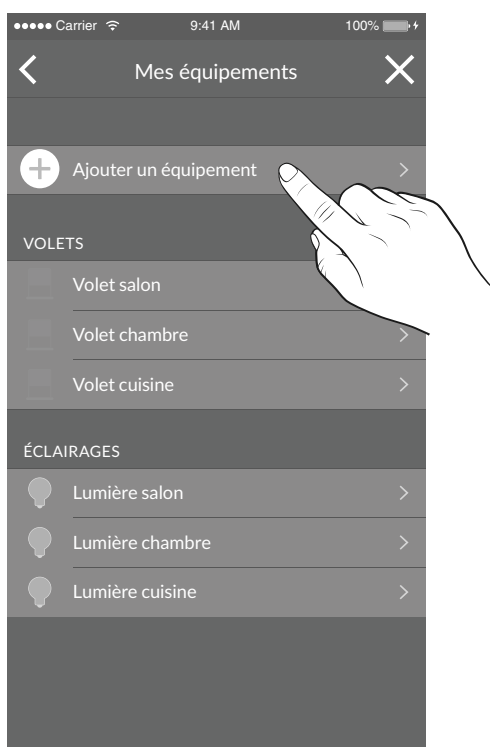 Carrier 9:41 AM 100%
Mes équipements
Ajouter un équipement
VOLETS
Volet salon
Volet chambre
Volet cuisine
ÉCLAIRAGES
Lumière salon
Lumière chambre
Lumière cuisine